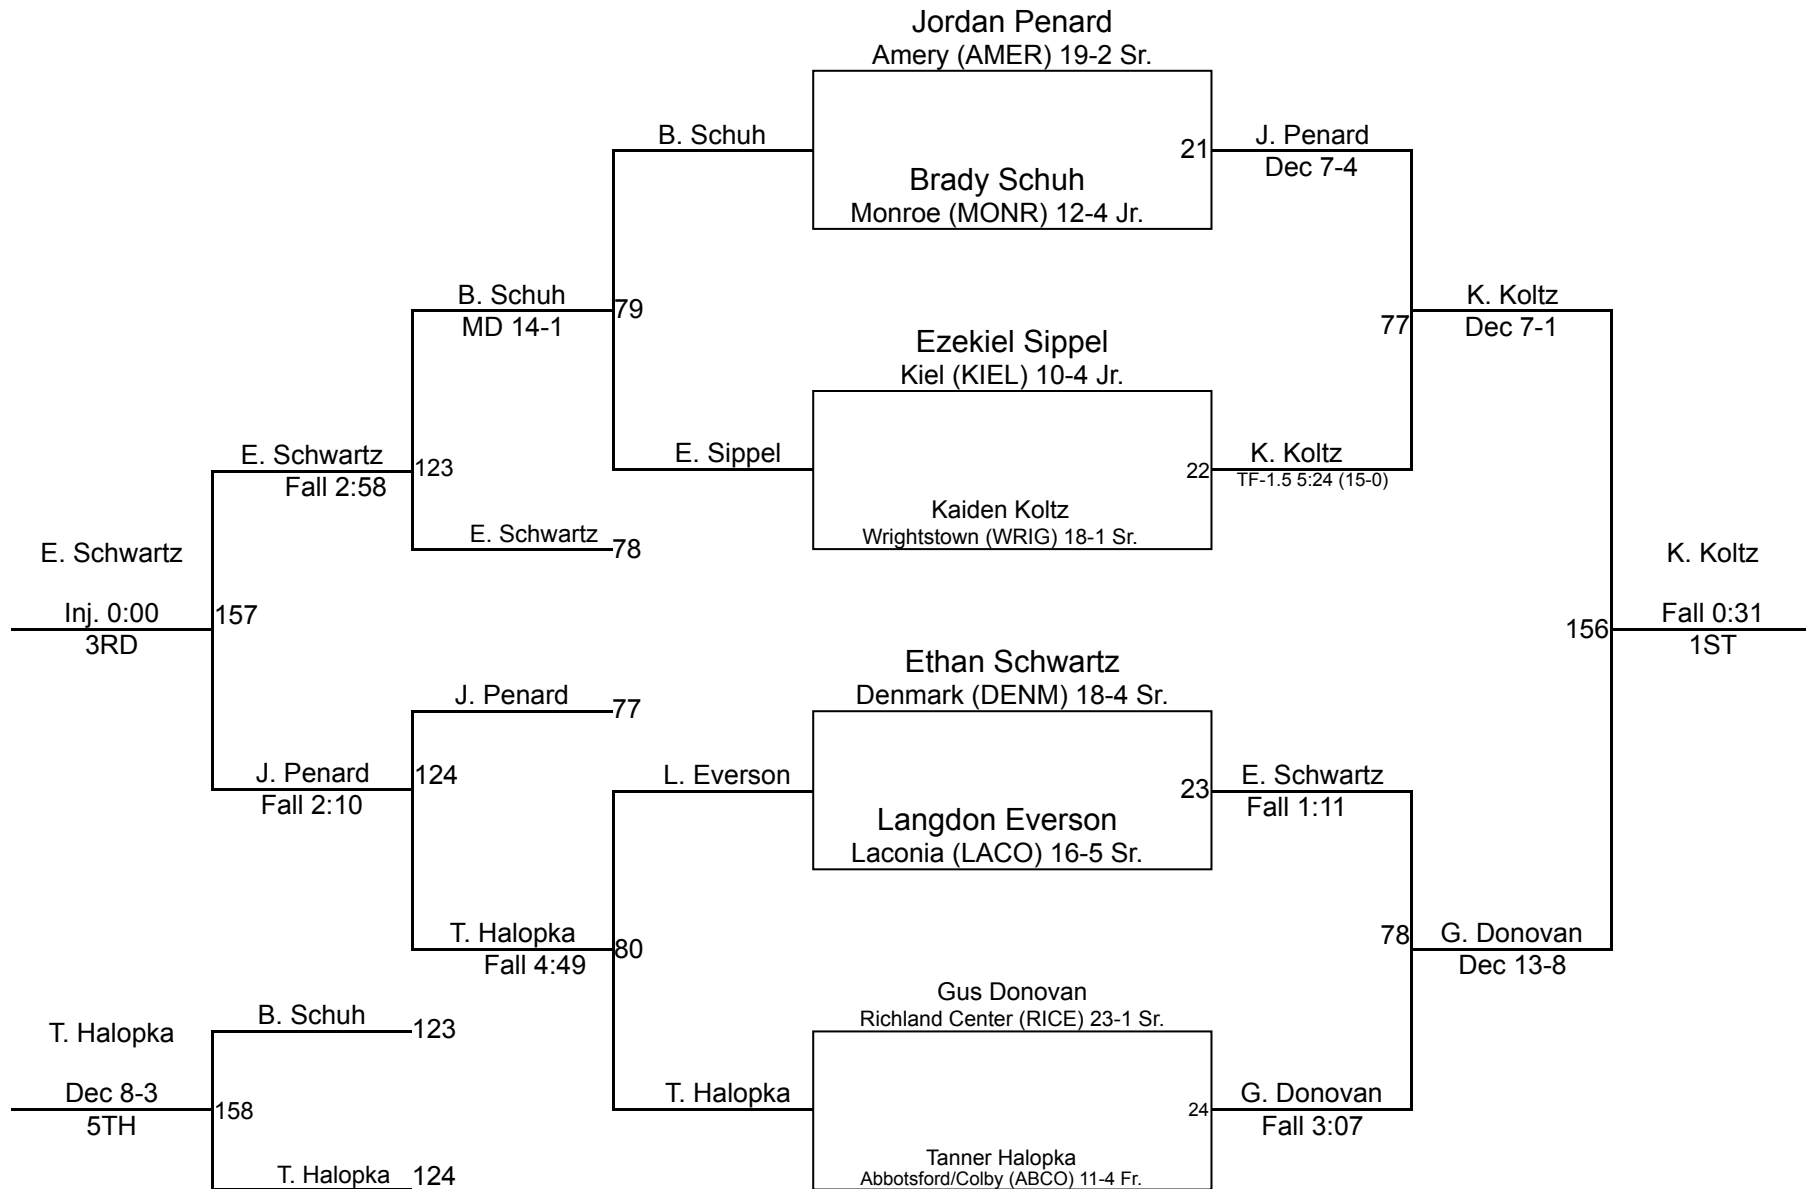 Jordan Penard
Amery (AMER) 19-2 Sr.
B. Schuh
21
J. Penard
Dec 7-4
Brady Schuh
Monroe (MONR) 12-4 Jr.
B. Schuh
MD 14-1
79
K. Koltz
Dec 7-1
77
Ezekiel Sippel
Kiel (KIEL) 10-4 Jr.
E. Schwartz
Fall 2:58
123
E. Sippel
22
K. Koltz
TF-1.5 5:24 (15-0)
Kaiden Koltz
Wrightstown (WRIG) 18-1 Sr.
E. Schwartz
78
E. Schwartz
Inj. 0:00
3RD
157
K. Koltz
Fall 0:31
1ST
156
Ethan Schwartz
Denmark (DENM) 18-4 Sr.
J. Penard
77
J. Penard
Fall 2:10
124
L. Everson
23
E. Schwartz
Fall 1:11
Langdon Everson
Laconia (LACO) 16-5 Sr.
T. Halopka
Fall 4:49
80
78
G. Donovan
Dec 13-8
Gus Donovan
Richland Center (RICE) 23-1 Sr.
B. Schuh
123
T. Halopka
Dec 8-3
5TH
158
T. Halopka
24
G. Donovan
Fall 3:07
Tanner Halopka
Abbotsford/Colby (ABCO) 11-4 Fr.
T. Halopka
124